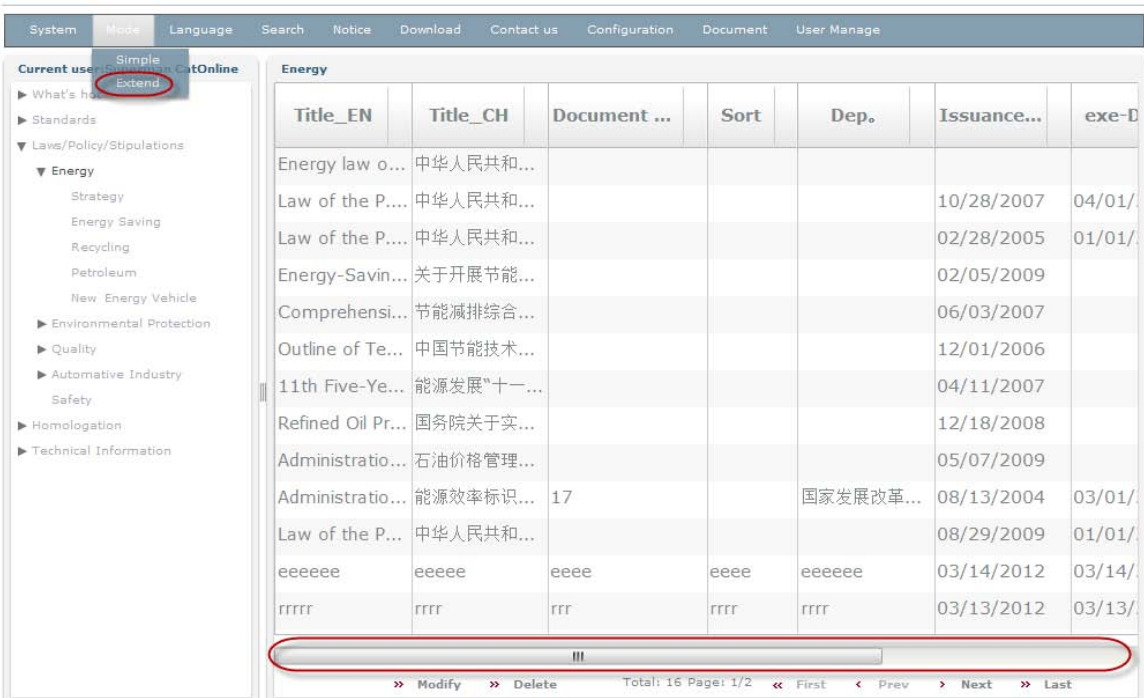 System Mode Language Search Notice Download Contact us Configuration Document User Manage
Simple
Extend
Current user:Superman CatOnline
What's ho
Standards
Laws/Policy/Stipulations
Energy
Strategy
Energy Saving
Recycling
Petroleum
New Energy Vehicle
Environmental Protection
Quality
Automative Industry
Safety
Homologation
Technical Information
Energy
Title_EN Title_CH Document ... Sort Dep。 Issuance... exe-D
Energy law o... 中华人民共和...
Law of the P.... 中华人民共和... 10/28/2007 04/01/
Law of the P.... 中华人民共和... 02/28/2005 01/01/
Energy-Savin... 关于开展节能... 02/05/2009
Comprehensi... 节能减排综合... 06/03/2007
Outline of Te... 中国节能技术... 12/01/2006
11th Five-Ye... 能源发展“十一... 04/11/2007
Refined Oil Pr... 国务院关于实... 12/18/2008
Administratio... 石油价格管理... 05/07/2009
Administratio... 能源效率标识... 17 国家发展改革... 08/13/2004 03/01/
Law of the P... 中华人民共和... 08/29/2009 01/01/
eeeeee eeeee eeee eeee eeeeee 03/14/2012 03/14/
rrrrr rrrr rrr rrrr rrrr 03/13/2012 03/13/
» Modify » Delete Total: 16 Page: 1/2 « First ‹ Prev › Next » Last